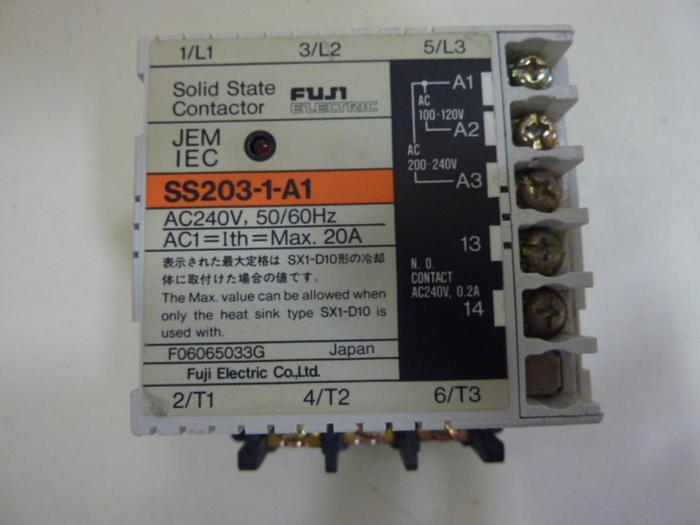 1/L1 3/L2 5/L3
Solid State
Contactor
FUJI
ELECTRIC
JEM
IEC
SS203-1-A1
AC240V, 50/60Hz
AC1=Ith=Max. 20A
表示された最大定格は SX1-D10形の冷却
体に取付けた場合の値です。
The Max. value can be allowed when
only the heat sink type SX1-D10 is
used with.
F06065033G Japan
Fuji Electric Co.,Ltd.
2/T1 4/T2 6/T3
A1
AC
100-120V
A2
AC
200-240V
A3
13
N.O.
CONTACT
AC240V, 0.2A
14